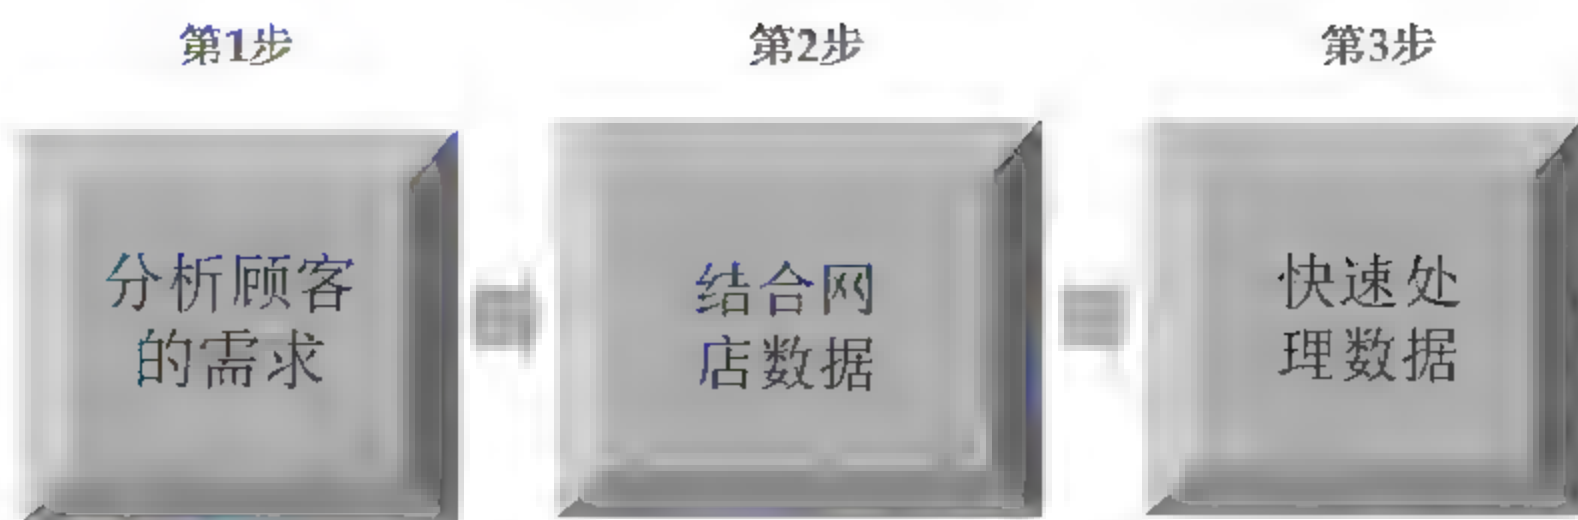 第1步
第2步
第3步
分析顾客
的需求
结合网
店数据
快速处
理数据